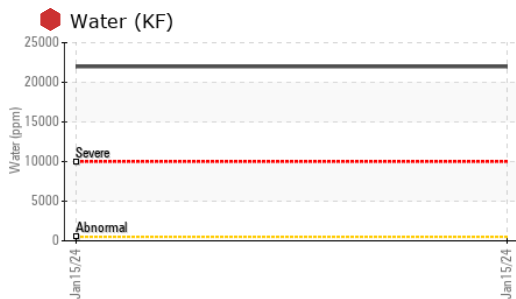 Water (KF)
25000
20000
15000
10000
5000
0
Water (ppm)
Severe
Abnormal
Jan15/24
Jan15/24